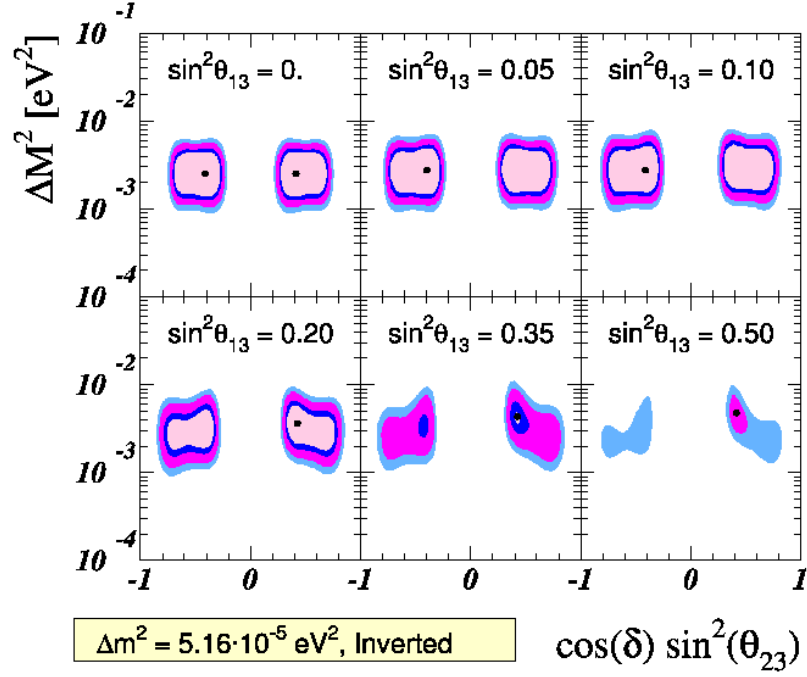 ΔM² [eV²]
10⁻¹
sin²θ₁₃ = 0.
sin²θ₁₃ = 0.05
sin²θ₁₃ = 0.10
10⁻²
10⁻³
10⁻⁴
10
sin²θ₁₃ = 0.20
sin²θ₁₃ = 0.35
sin²θ₁₃ = 0.50
10⁻²
10⁻³
10⁻⁴
10
-1 0 -1 0 -1 0 1
Δm² = 5.16·10⁻⁵ eV², Inverted
cos(δ) sin²(θ₂₃)